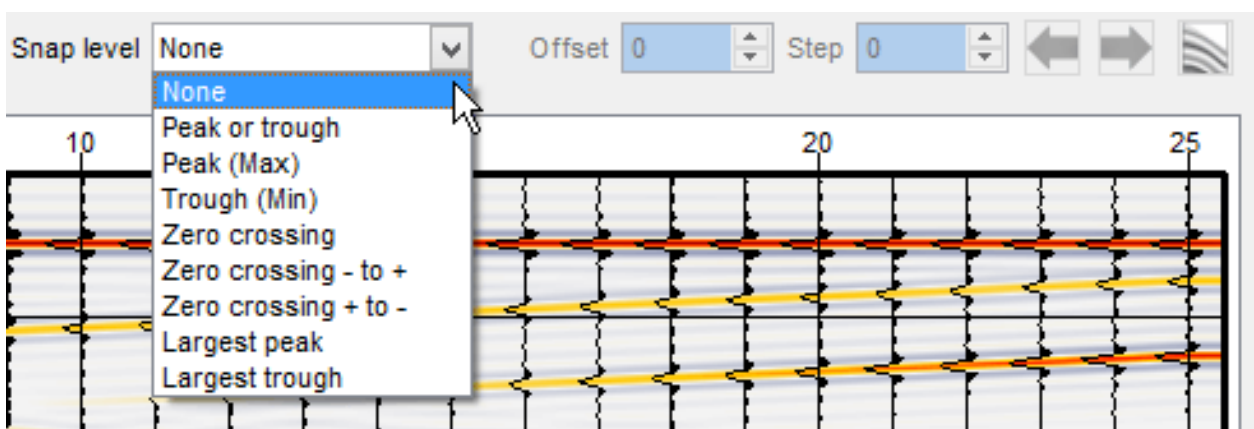 Snap level None Offset 0 Step 0
None
Peak or trough
Peak (Max)
Trough (Min)
Zero crossing
Zero crossing - to +
Zero crossing + to -
Largest peak
Largest trough
10 20 25